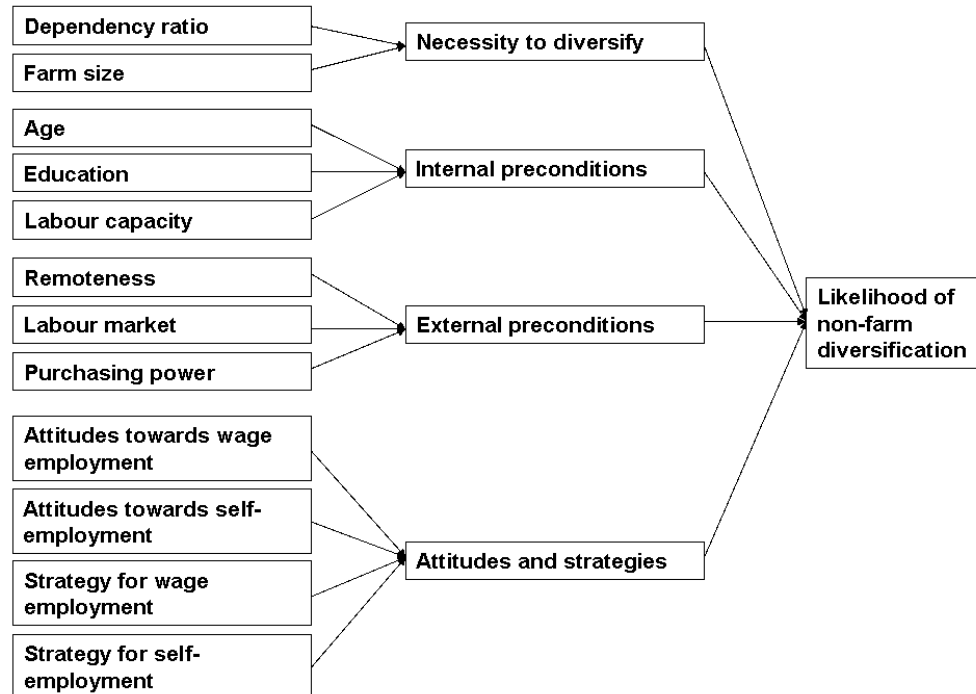 Dependency ratio
Farm size
Necessity to diversify
Age
Education
Labour capacity
Internal preconditions
Remoteness
Labour market
Purchasing power
External preconditions
Attitudes towards wage
employment
Attitudes towards self-
employment
Strategy for wage
employment
Strategy for self-
employment
Attitudes and strategies
Likelihood of
non-farm
diversification